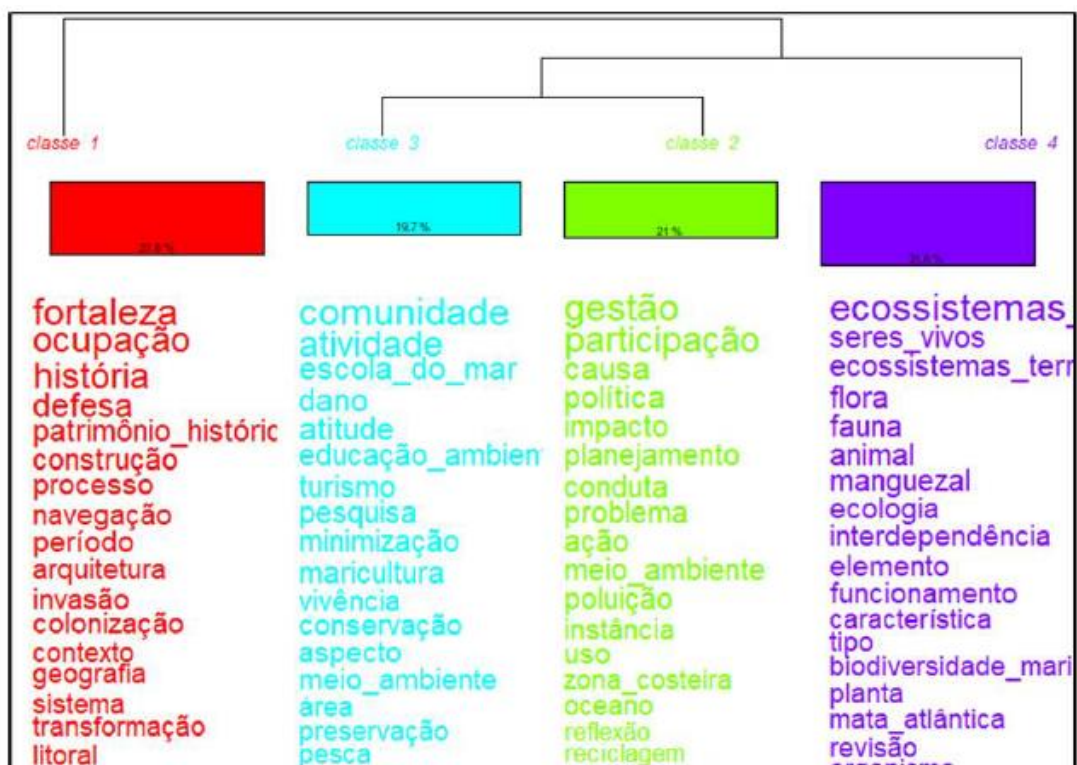 classe 1
classe 3
classe 2
classe 4
19.7 %
21 %
fortaleza
ocupação
história
defesa
patrimônio_históric
construção
processo
navegação
período
arquitetura
invasão
colonização
contexto
geografia
sistema
transformação
litoral
comunidade
atividade
escola_do_mar
dano
atitude
educação_ambien
turismo
pesquisa
minimização
maricultura
vivência
conservação
aspecto
meio_ambiente
área
preservação
pesca
gestão
participação
causa
política
impacto
planejamento
conduta
problema
ação
meio_ambiente
poluição
instância
uso
zona_costeira
oceano
reflexão
reciclagem
ecossistemas_
seres_vivos
ecossistemas_terr
flora
fauna
animal
manguezal
ecologia
interdependência
elemento
funcionamento
característica
tipo
biodiversidade_mari
planta
mata_atlântica
revisão